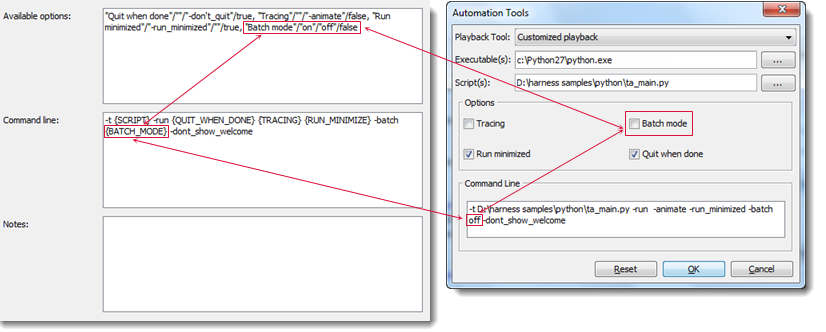 Available options:
"Quit when done"/""/"-don't_quit"/true, "Tracing"/""/"-animate"/false, "Run
minimized"/"-run_minimized"/""/true, "Batch mode"/"on"/"off"/false
Command line:
-t {SCRIPT} -run {QUIT_WHEN_DONE} {TRACING} {RUN_MINIMIZE} -batch
{BATCH_MODE} -dont_show_welcome
Notes:
Automation Tools
Playback Tool:
Customized playback
Executable(s):
c:\Python27\python.exe
...
Script(s):
D:\harness samples\python\ta_main.py
...
Options
Tracing
Batch mode
Run minimized
Quit when done
Command Line
-t D:\harness samples\python\ta_main.py -run -animate -run_minimized -batch
off -dont_show_welcome
Reset
OK
Cancel